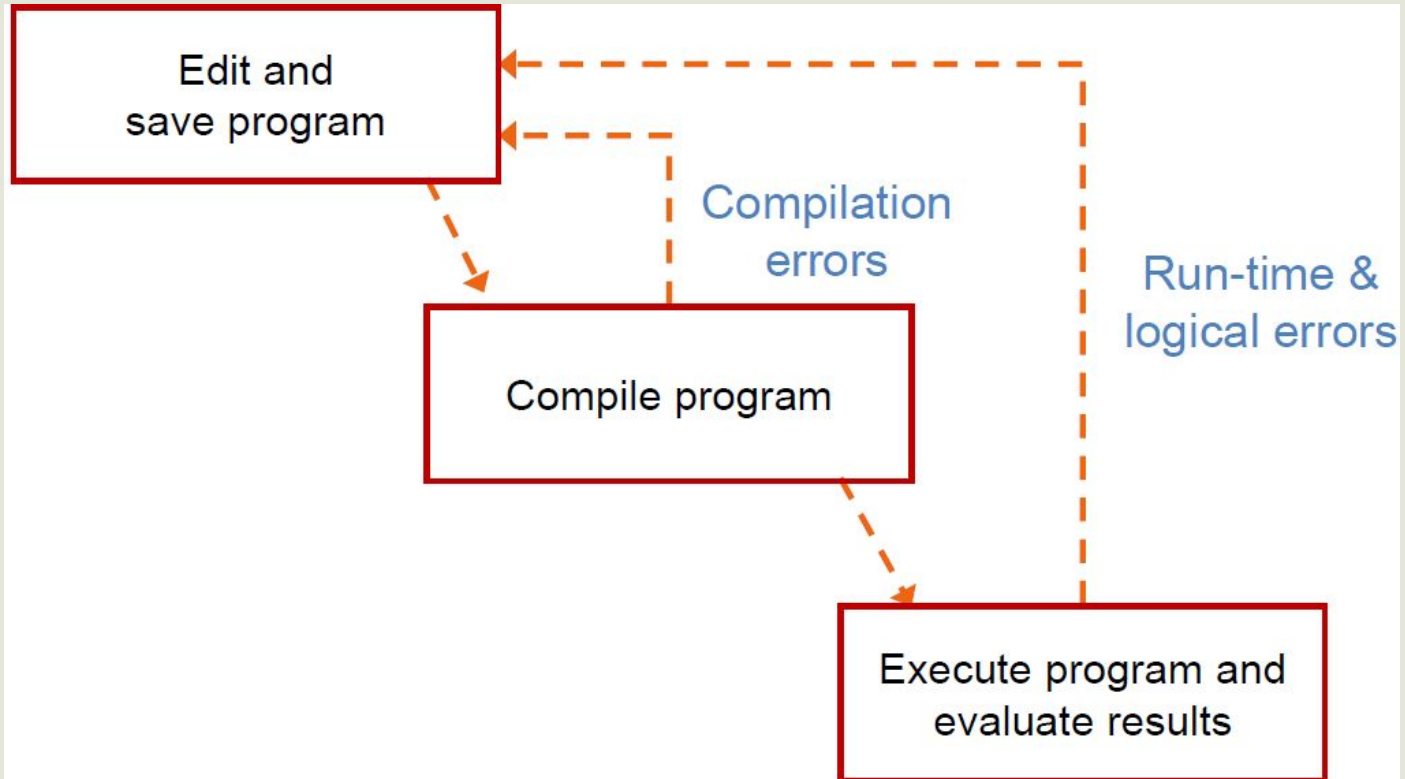 Edit and
save program
Compilation
errors
Run-time &
logical errors
Compile program
Execute program and
evaluate results